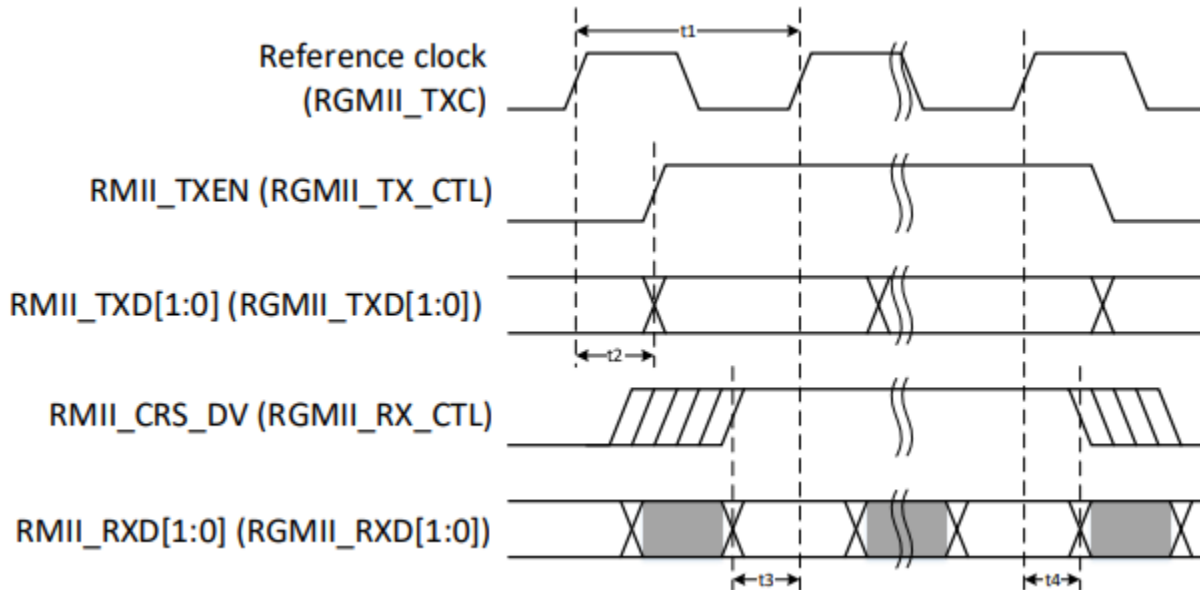 t1
Reference clock
(RGMII_TXC)
RMII_TXEN (RGMII_TX_CTL)
RMII_TXD[1:0] (RGMII_TXD[1:0])
t2
RMII_CRS_DV (RGMII_RX_CTL)
RMII_RXD[1:0] (RGMII_RXD[1:0])
t3
t4